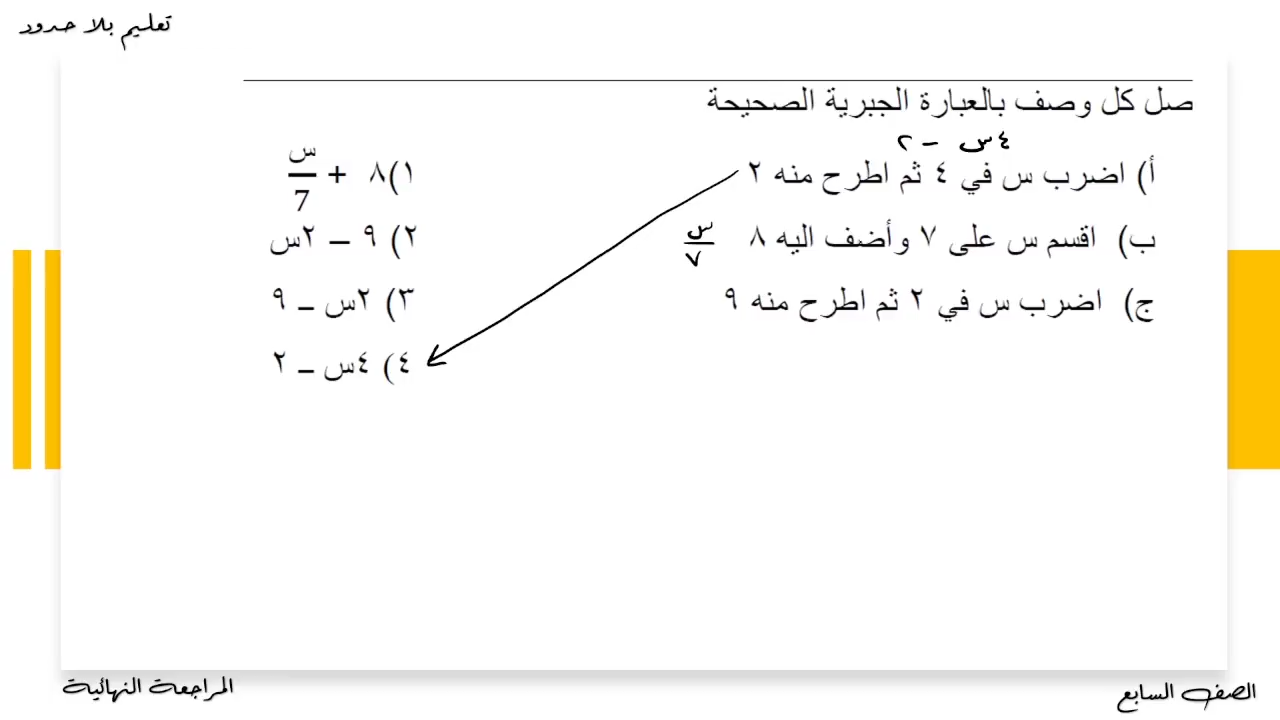 تعليم بلا حدود
صل كل وصف بالعبارة الجبرية الصحيحة
٤س - ٢
أ) اضرب س في ٤ ثم اطرح منه ٢
ب) اقسم س على ٧ وأضف اليه ٨
س/٧
ج) اضرب س في ٢ ثم اطرح منه ٩
١) ٨ + س/7
٢) ٩ – ٢س
٣) ٢س – ٩
٤) ٤س – ٢
الصف السابع
المراجعة النهائية